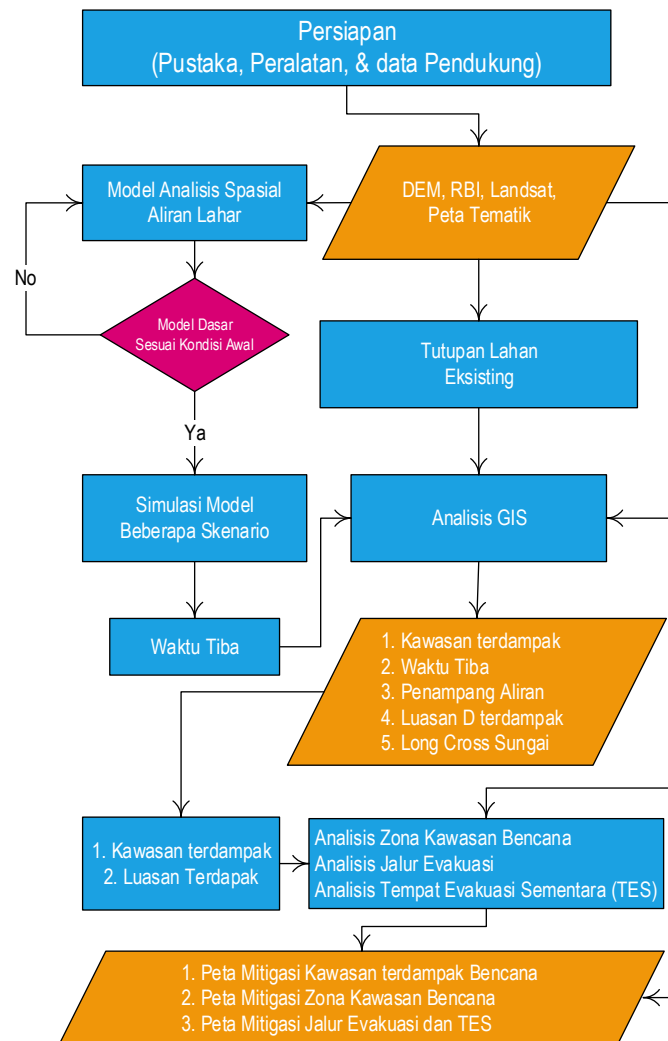 Persiapan
(Pustaka, Peralatan, & data Pendukung)
Model Analisis Spasial
Aliran Lahar
DEM, RBI, Landsat,
Peta Tematik
No
Model Dasar
Sesuai Kondisi Awal
Tutupan Lahan
Eksisting
Ya
Simulasi Model
Beberapa Skenario
Analisis GIS
Waktu Tiba
1. Kawasan terdampak
2. Waktu Tiba
3. Penampang Aliran
4. Luasan D terdampak
5. Long Cross Sungai
1. Kawasan terdampak
2. Luasan Terdapak
Analisis Zona Kawasan Bencana
Analisis Jalur Evakuasi
Analisis Tempat Evakuasi Sementara (TES)
1. Peta Mitigasi Kawasan terdampak Bencana
2. Peta Mitigasi Zona Kawasan Bencana
3. Peta Mitigasi Jalur Evakuasi dan TES